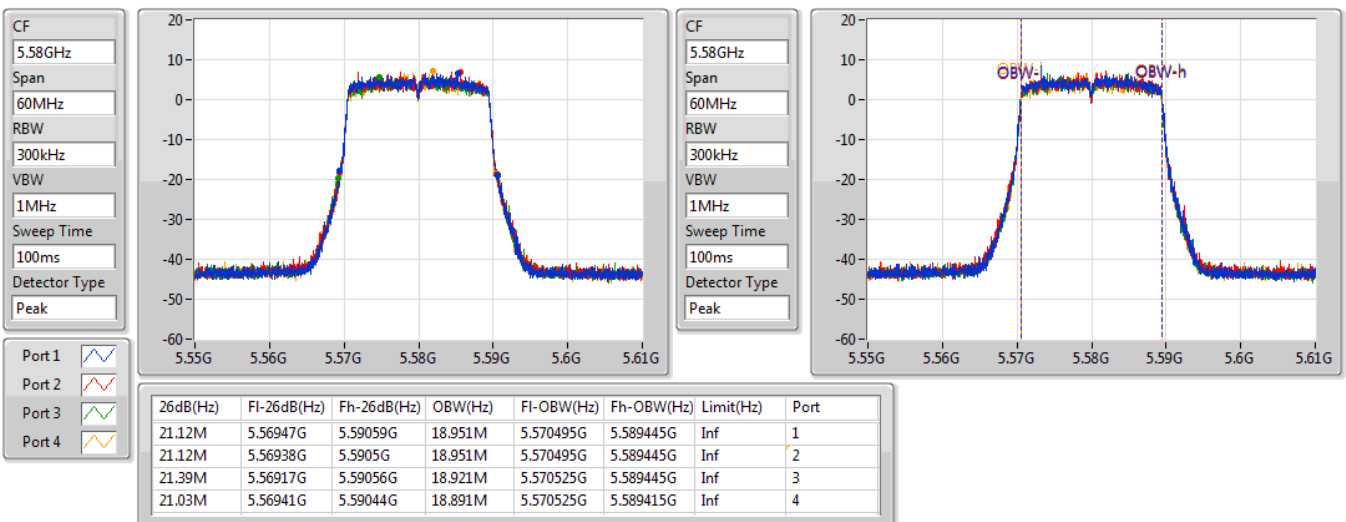 CF
5.58GHz
Span
60MHz
RBW
300kHz
VBW
1MHz
Sweep Time
100ms
Detector Type
Peak
20
10
0
-10
-20
-30
-40
-50
-60
5.55G 5.56G 5.57G 5.58G 5.59G 5.6G 5.61G
CF
5.58GHz
Span
60MHz
RBW
300kHz
VBW
1MHz
Sweep Time
100ms
Detector Type
Peak
20
10
0
-10
-20
-30
-40
-50
-60
OBW-l OBW-h
5.55G 5.56G 5.57G 5.58G 5.59G 5.6G 5.61G
Port 1
Port 2
Port 3
Port 4
26dB(Hz) Fl-26dB(Hz) Fh-26dB(Hz) OBW(Hz) Fl-OBW(Hz) Fh-OBW(Hz) Limit(Hz) Port
21.12M 5.56947G 5.59059G 18.951M 5.570495G 5.589445G Inf 1
21.12M 5.56938G 5.5905G 18.951M 5.570495G 5.589445G Inf 2
21.39M 5.56917G 5.59056G 18.921M 5.570525G 5.589445G Inf 3
21.03M 5.56941G 5.59044G 18.891M 5.570525G 5.589415G Inf 4